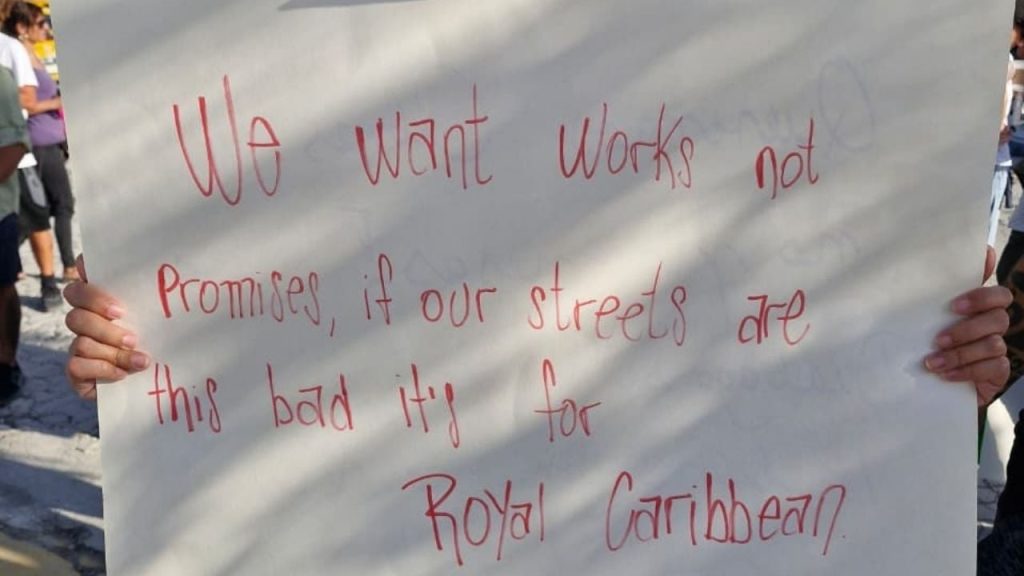 We want works not
Promises, if our streets are
this bad it's for
Royal Caribbean.